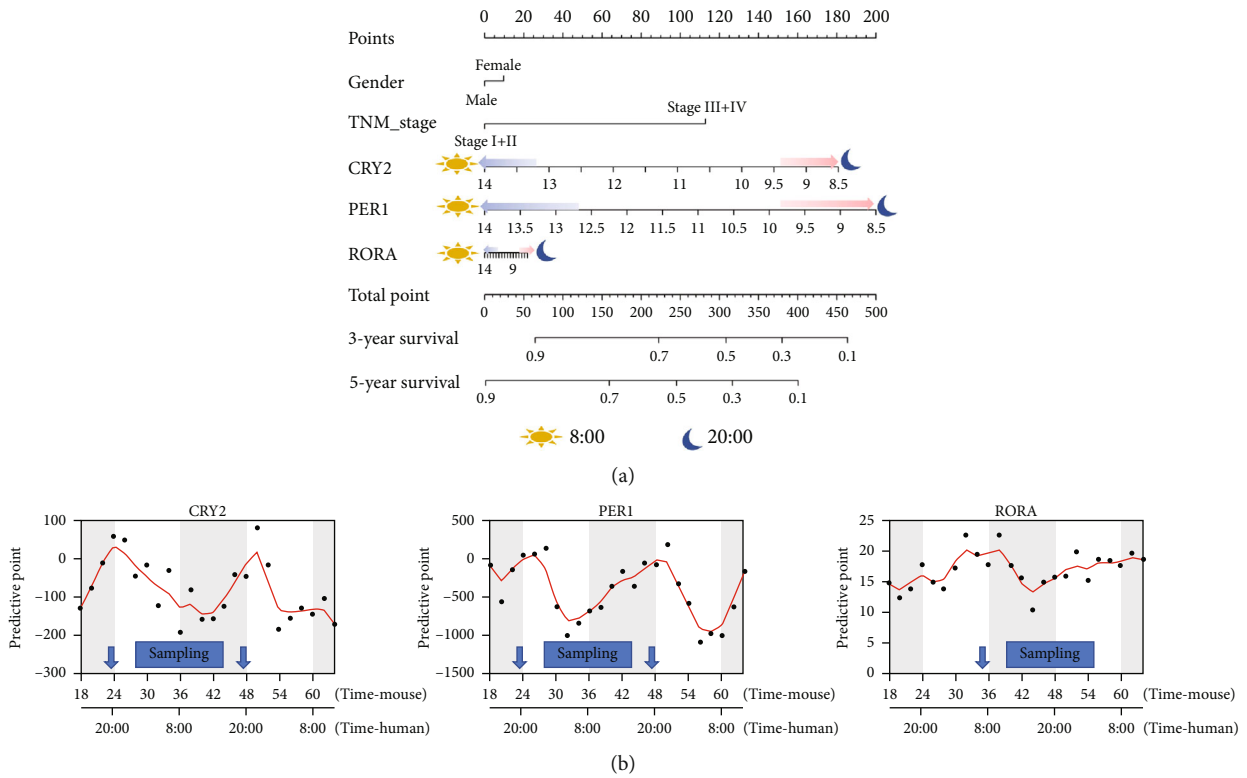 0 20 40 60 80 100 120 140 160 180 200
Points
Female
Gender
Male
Stage III+IV
TNM_stage
Stage I+II
CRY2
14 13 12 11 10 9.5 9 8.5
PER1
14 13.5 13 12.5 12 11.5 11 10.5 10 9.5 9 8.5
RORA
14 9
Total point
0 50 100 150 200 250 300 350 400 450 500
3-year survival
0.9 0.7 0.5 0.3 0.1
5-year survival
0.9 0.7 0.5 0.3 0.1
8:00 20:00
(a)
CRY2
Predictive point
100
0
–100
–200
–300
Sampling
18 24 30 36 42 48 54 60 (Time-mouse)
20:00 8:00 20:00 8:00 (Time-human)
PER1
Predictive point
500
0
–500
–1000
–1500
Sampling
18 24 30 36 42 48 60 (Time-mouse)
20:00 8:00 20:00 8:00 (Time-human)
RORA
Predictive point
25
20
15
10
5
0
Sampling
18 24 30 36 42 48 54 60 (Time-mouse)
20:00 8:00 20:00 8:00 (Time-human)
(b)